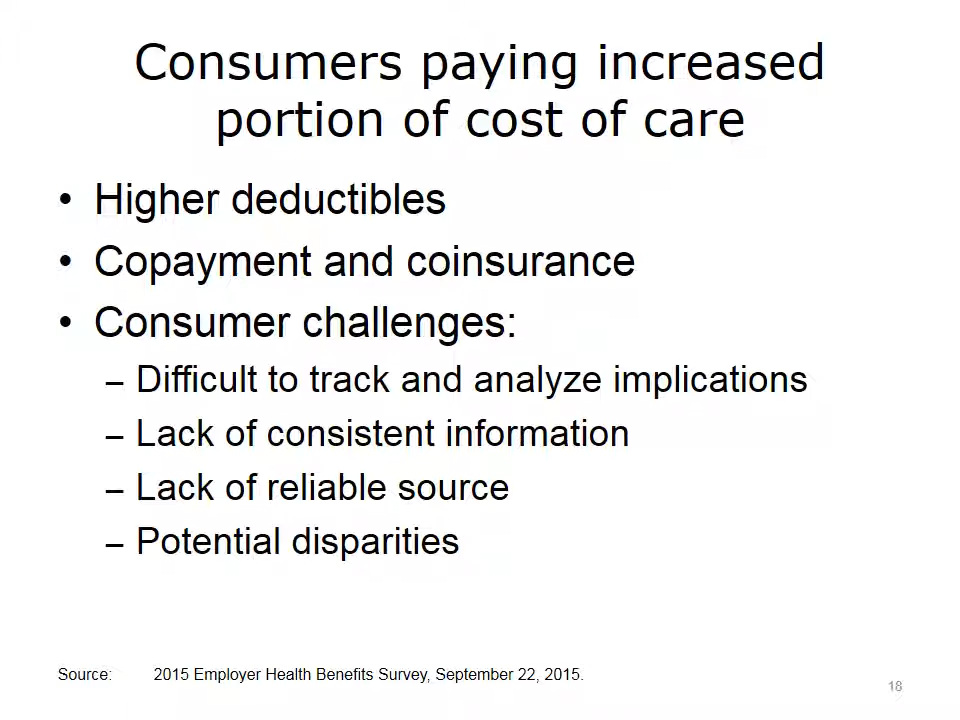 Consumers paying increased
portion of cost of care
• Higher deductibles
• Copayment and coinsurance
• Consumer challenges:
– Difficult to track and analyze implications
– Lack of consistent information
– Lack of reliable source
– Potential disparities
Source: 2015 Employer Health Benefits Survey, September 22, 2015.
18